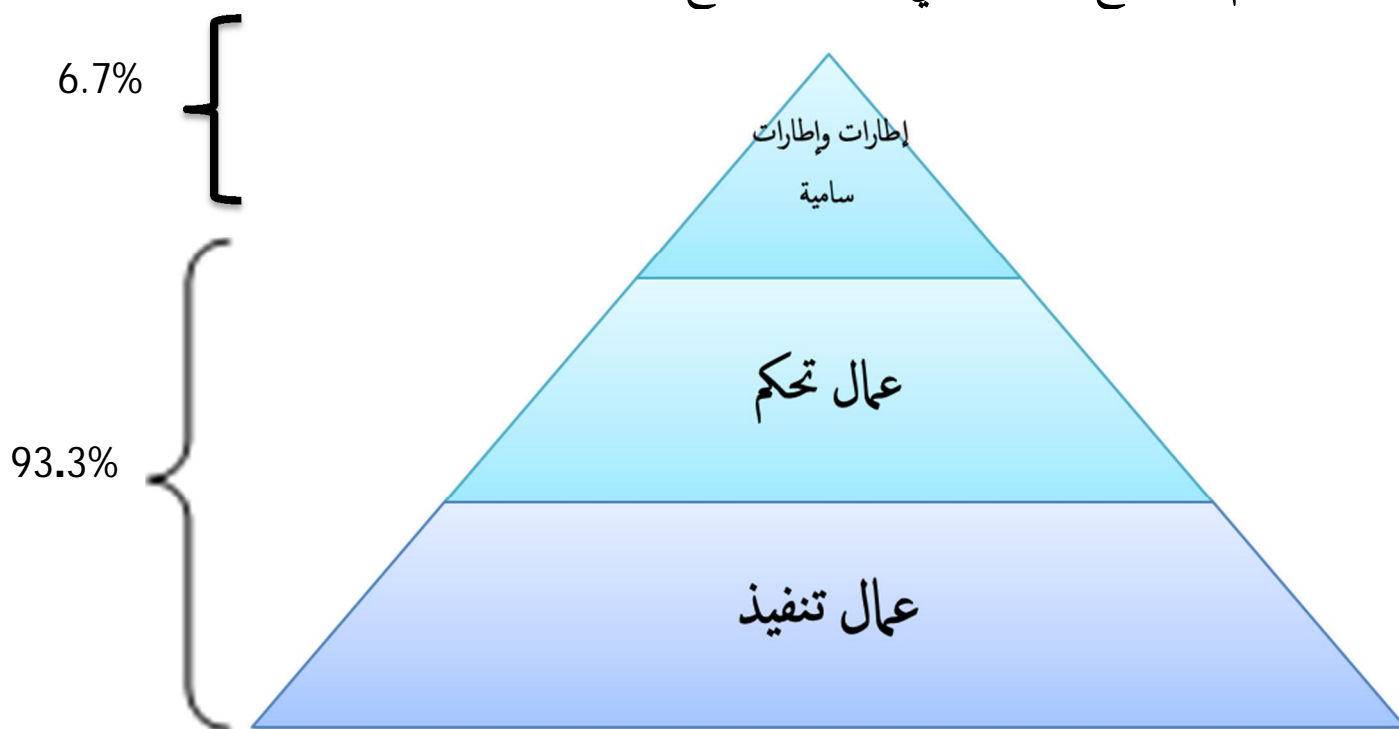 6.7%
إطارات وإطارات
سامية
عمال تحكم
93.3%
عمال تنفيذ